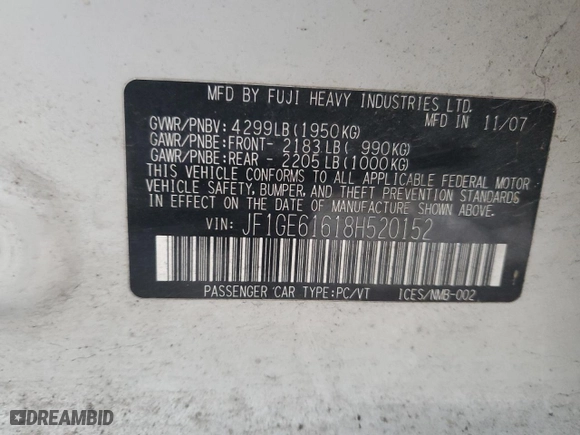 MFD BY FUJI HEAVY INDUSTRIES LTD.
MFD IN 11/07
GVWR/PNBV: 4299LB(1950KG)
GAWR/PNBE:FRONT- 2183LB( 990KG)
GAWR/PNBE:REAR - 2205LB(1000KG)
THIS VEHICLE CONFORMS TO ALL APPLICABLE FEDERAL MOTOR
VEHICLE SAFETY, BUMPER, AND THEFT PREVENTION STANDARDS
IN EFFECT ON THE DATE OF MANUFACTURE SHOWN ABOVE.
VIN: JF1GE61618H520152
PASSENGER CAR TYPE:PC/VT ICES/NMB-002
DREAMBID